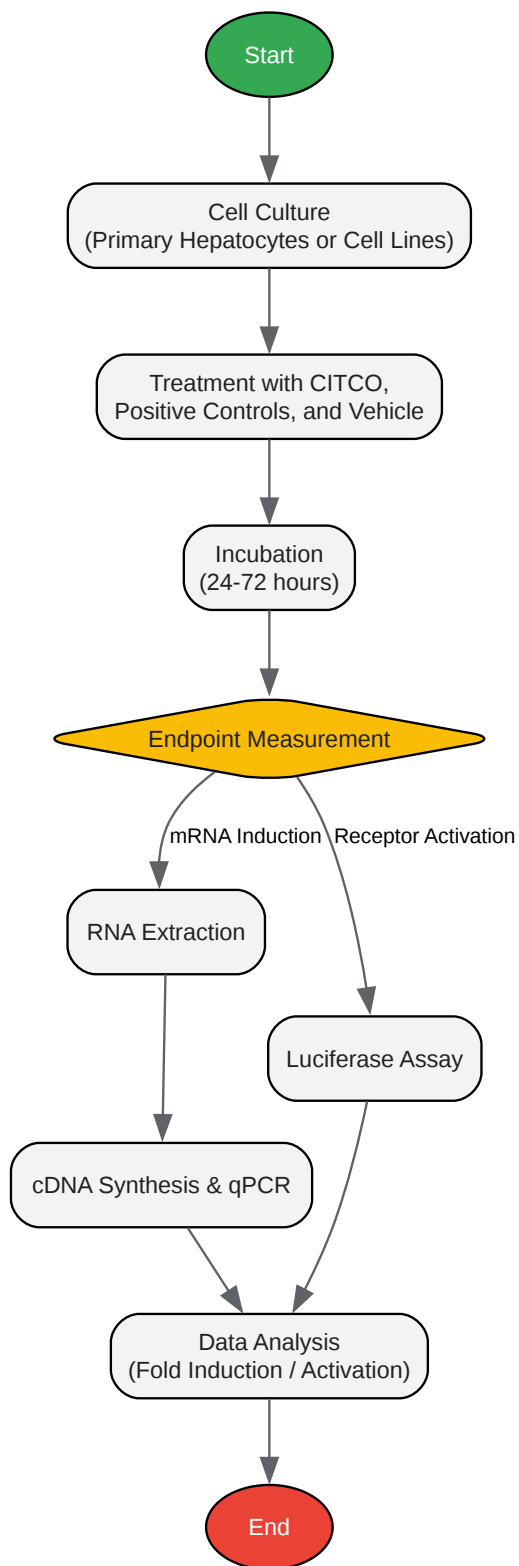 Start
Cell Culture
(Primary Hepatocytes or Cell Lines)
Treatment with CITCO,
Positive Controls, and Vehicle
Incubation
(24-72 hours)
Endpoint Measurement
mRNA Induction
Receptor Activation
RNA Extraction
Luciferase Assay
cDNA Synthesis & qPCR
Data Analysis
(Fold Induction / Activation)
End